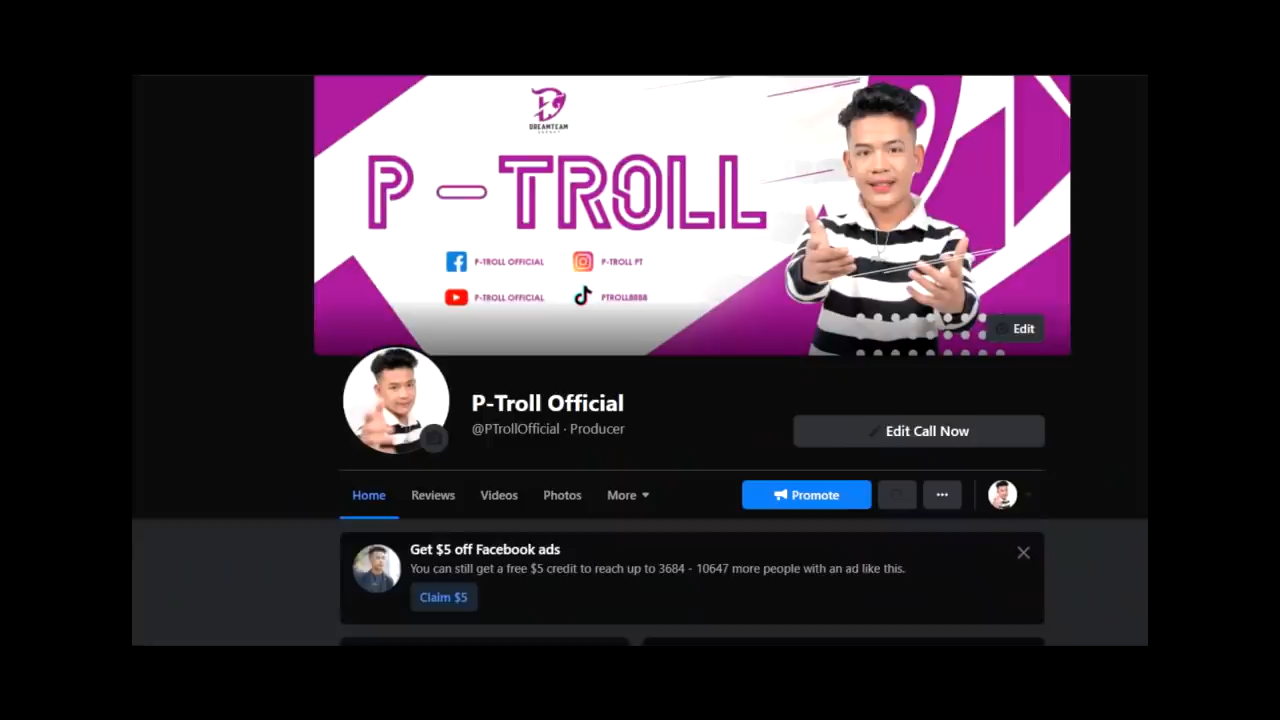 DREAMTEAM
P - TROLL
P-TROLL OFFICIAL
P-TROLL PT
P-TROLL OFFICIAL
PTROLL8888
Edit
P-Troll Official
@PTrollOfficial · Producer
Edit Call Now
Home
Reviews
Videos
Photos
More
Promote
Get $5 off Facebook ads
You can still get a free $5 credit to reach up to 3684 - 10647 more people with an ad like this.
Claim $5